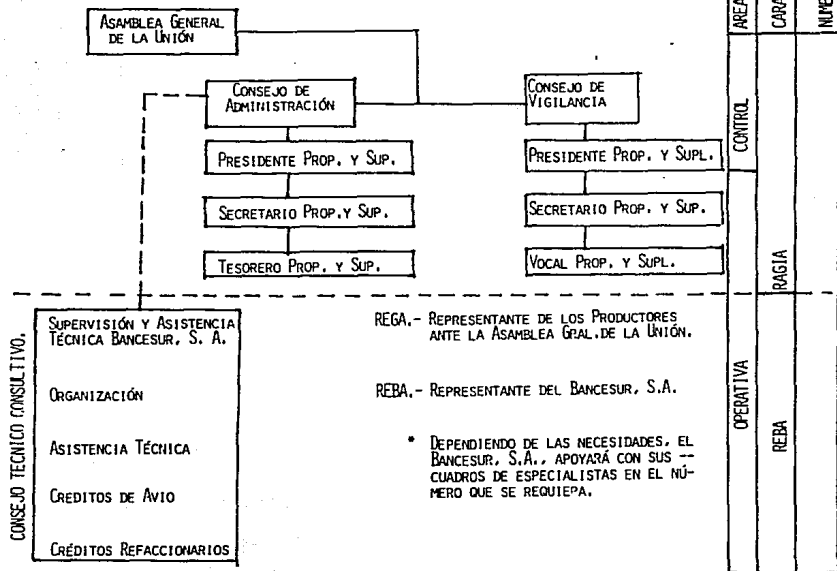 ASAMBLEA GENERAL
DE LA UNIÓN
CONSEJO DE
ADMINISTRACIÓN
CONSEJO DE
VIGILANCIA
PRESIDENTE PROP. Y SUP.
PRESIDENTE PROP. Y SUPL.
SECRETARIO PROP.Y SUP.
SECRETARIO PROP. Y SUP.
TESORERO PROP. Y SUP.
VOCAL PROP. Y SUPL.
CONSEJO TECNICO CONSULTIVO.
SUPERVISIÓN Y ASISTENCIA
TÉCNICA BANCESUR, S. A.
ORGANIZACIÓN
ASISTENCIA TÉCNICA
CREDITOS DE AVIO
CRÉDITOS REFACCIONARIOS
REGA.- REPRESENTANTE DE LOS PRODUCTORES
ANTE LA ASAMBLEA GRAL.DE LA UNIÓN.
REBA.- REPRESENTANTE DEL BANCESUR, S.A.
* DEPENDIENDO DE LAS NECESIDADES, EL
BANCESUR, S.A., APOYARÁ CON SUS --
CUADROS DE ESPECIALISTAS EN EL NÚ-
MERO QUE SE REQUIEPA.
AREA
CONTROL
OPERATIVA
RAGIA
REBA